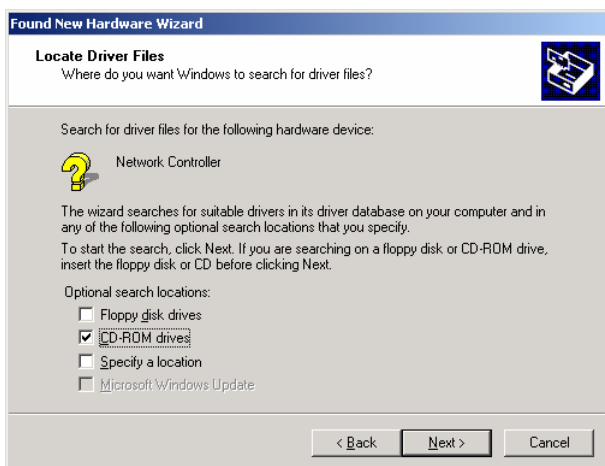 Found New Hardware Wizard
Locate Driver Files
Where do you want Windows to search for driver files?
Search for driver files for the following hardware device:
Network Controller
The wizard searches for suitable drivers in its driver database on your computer and in
any of the following optional search locations that you specify.
To start the search, click Next. If you are searching on a floppy disk or CD-ROM drive,
insert the floppy disk or CD before clicking Next.
Optional search locations:
Floppy disk drives
CD-ROM drives
Specify a location
Microsoft Windows Update
< Back Next > Cancel